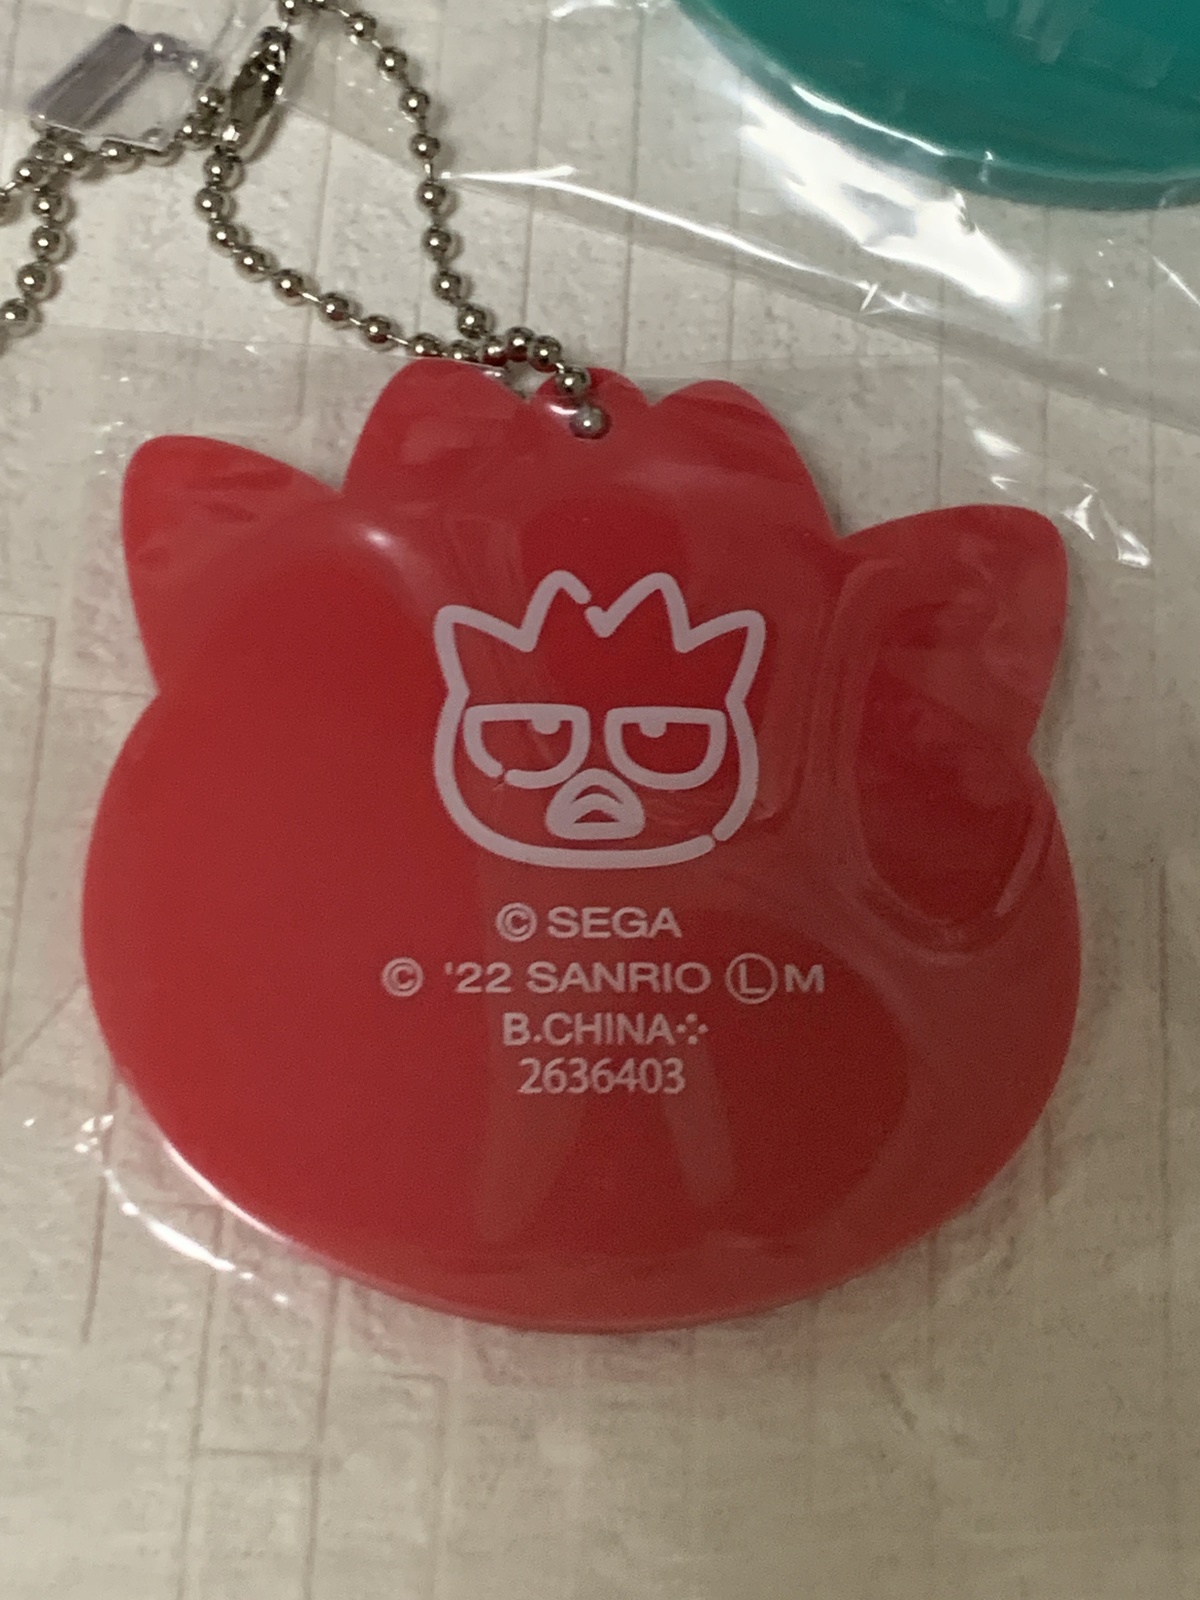 © SEGA
© '22 SANRIO Ⓛ M
B.CHINA⁘
2636403